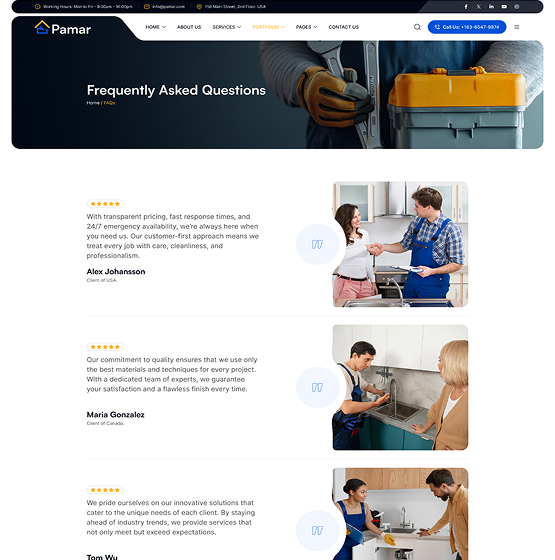 Working Hours: Mon to Fri - 8:00am - 16:00pm info@pamar.com 156 Main Street, 2nd Floor. USA
Pamar HOME ABOUT US SERVICES PORTFOLIO PAGES CONTACT US Call Us: +163-6547-9874
Frequently Asked Questions
Home / FAQs
With transparent pricing, fast response times, and
24/7 emergency availability, we're always here when
you need us. Our customer-first approach means we
treat every job with care, cleanliness, and
professionalism.
Alex Johansson
Client of USA.
Our commitment to quality ensures that we use only
the best materials and techniques for every project.
With a dedicated team of experts, we guarantee
your satisfaction and a flawless finish every time.
Maria Gonzalez
Client of Canada.
We pride ourselves on our innovative solutions that
cater to the unique needs of each client. By staying
ahead of industry trends, we provide services that
not only meet but exceed expectations.
Tom Wu